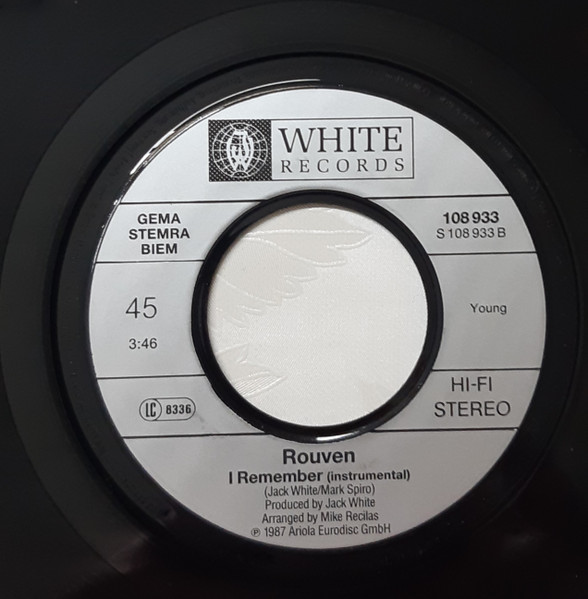 WHITE
RECORDS
GEMA
STEMRA
BIEM
108 933
S 108 933 B
45
3:46
Young
LC 8336
HI-FI
STEREO
Rouven
I Remember (instrumental)
(Jack White/Mark Spiro)
Produced by Jack White
Arranged by Mike Recilas
℗ 1987 Ariola Eurodisc GmbH